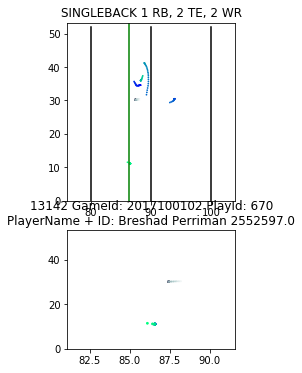 SINGLEBACK 1 RB, 2 TE, 2 WR
50
40
30
20
10
0
80 90 100
13142 GameId: 2017100102 PlayId: 670
PlayerName + ID: Breshad Perriman 2552597.0
40
20
0
82.5 85.0 87.5 90.0